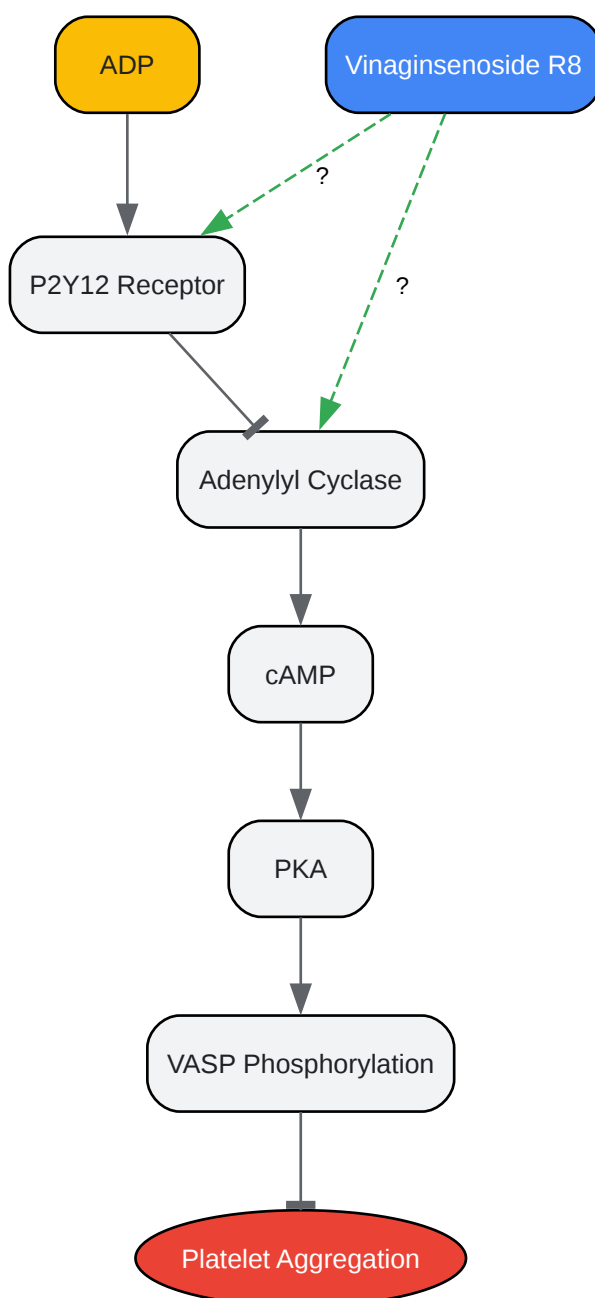 ADP
Vinaginsenoside R8
?
P2Y12 Receptor
?
Adenylyl Cyclase
cAMP
PKA
VASP Phosphorylation
Platelet Aggregation